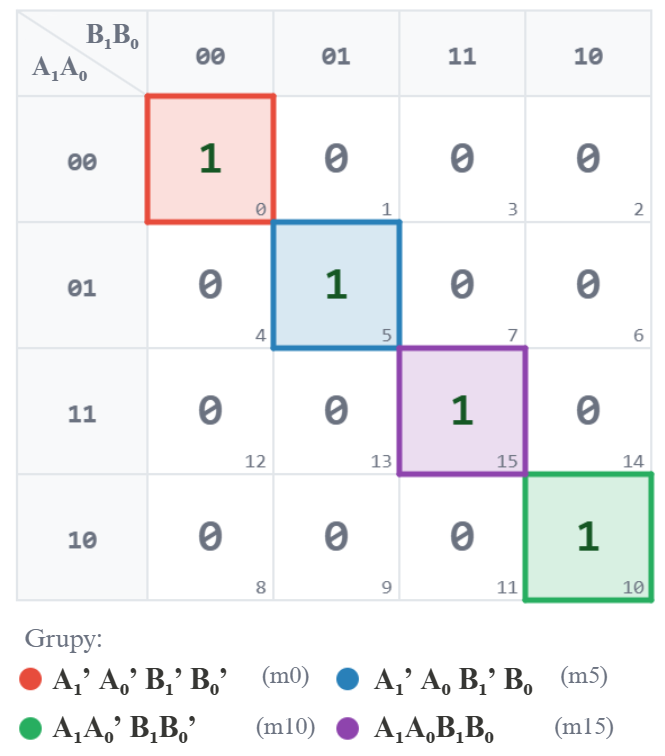 B₁B₀
A₁A₀
00 01 11 10
00 1 0 0 0
0 1 3 2
01 0 1 0 0
4 5 7 6
11 0 0 1 0
12 13 15 14
10 0 0 0 1
8 9 11 10
Grupy:
A₁’ A₀’ B₁’ B₀’ (m0) A₁’ A₀ B₁’ B₀ (m5)
A₁A₀’ B₁B₀’ (m10) A₁A₀B₁B₀ (m15)